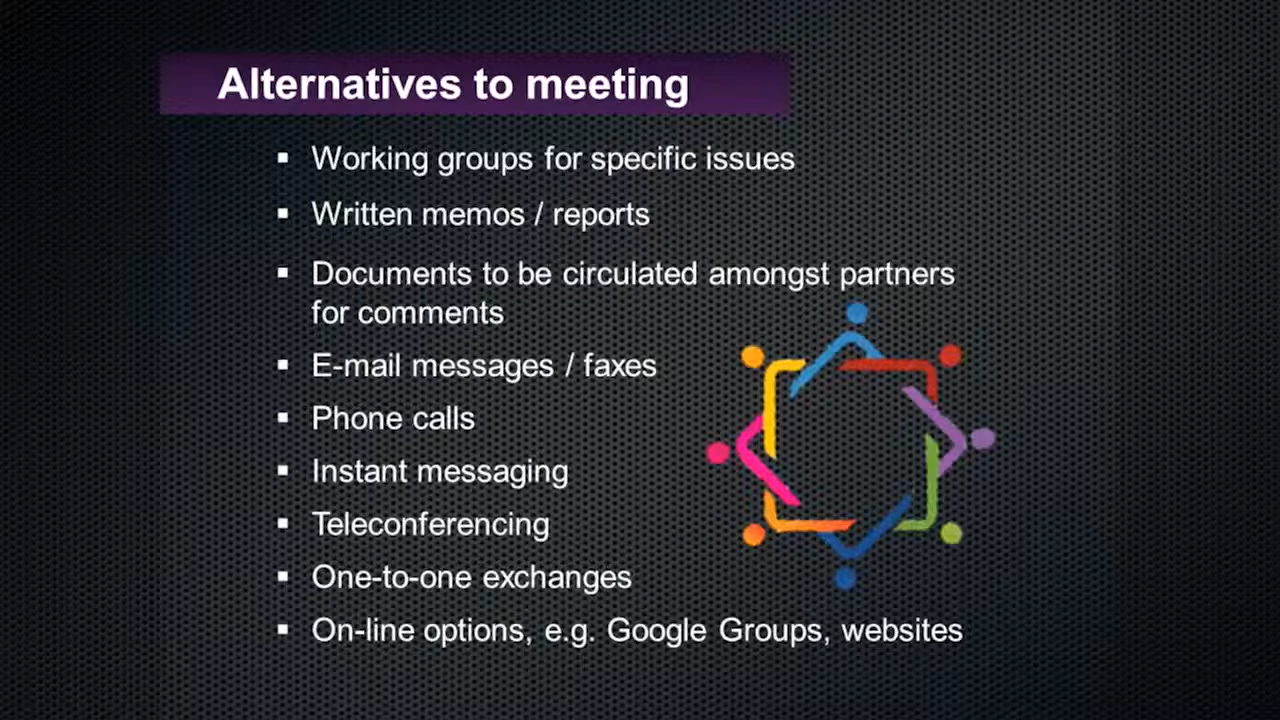 Alternatives to meeting
▪ Working groups for specific issues
▪ Written memos / reports
▪ Documents to be circulated amongst partners
for comments
▪ E-mail messages / faxes
▪ Phone calls
▪ Instant messaging
▪ Teleconferencing
▪ One-to-one exchanges
▪ On-line options, e.g. Google Groups, websites